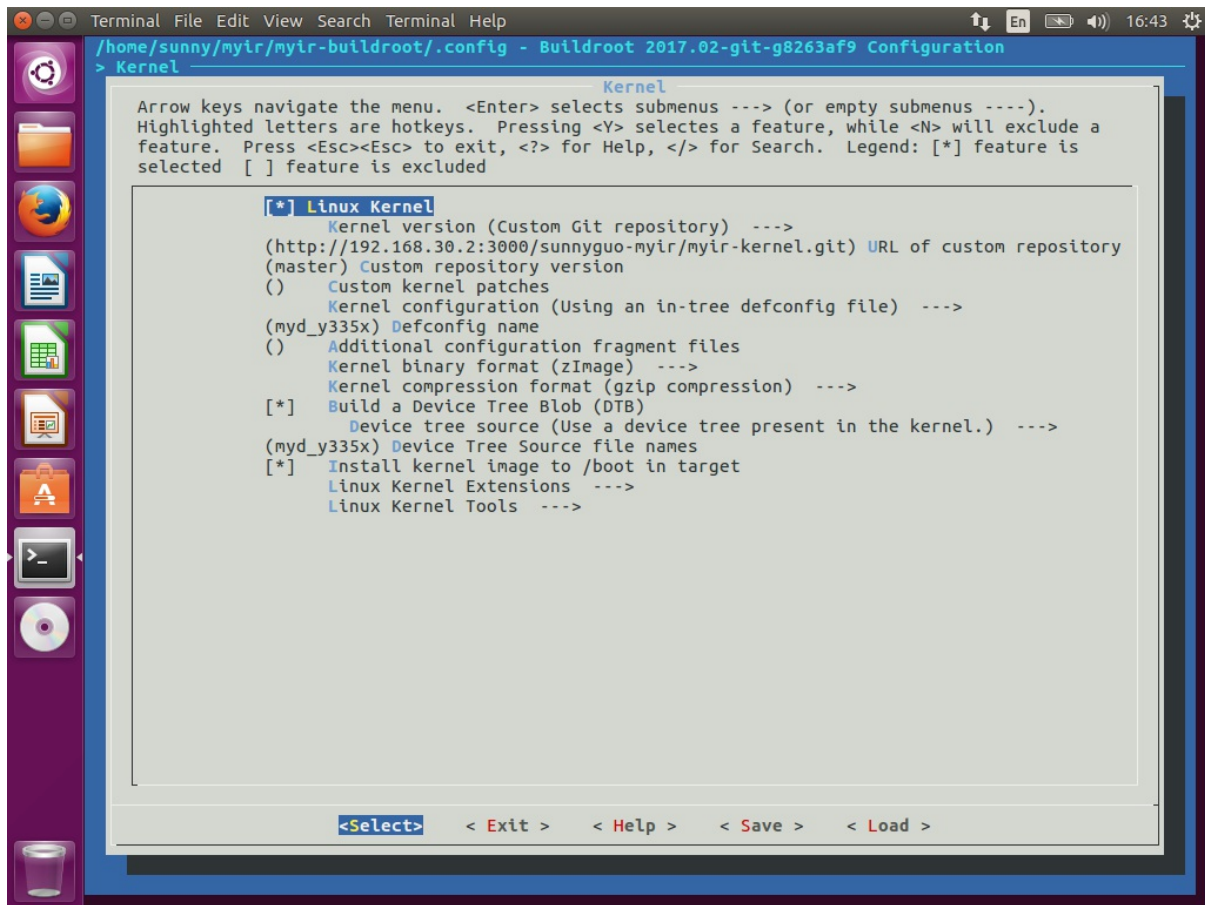 Terminal File Edit View Search Terminal Help En 16:43
/home/sunny/myir/myir-buildroot/.config - Buildroot 2017.02-git-g8263af9 Configuration
> Kernel
Kernel
Arrow keys navigate the menu. <Enter> selects submenus ---> (or empty submenus ----).
Highlighted letters are hotkeys. Pressing <Y> selectes a feature, while <N> will exclude a
feature. Press <Esc><Esc> to exit, <?> for Help, </> for Search. Legend: [*] feature is
selected [ ] feature is excluded
[*] Linux Kernel
Kernel version (Custom Git repository) --->
(http://192.168.30.2:3000/sunnyguo-myir/myir-kernel.git) URL of custom repository
(master) Custom repository version
() Custom kernel patches
Kernel configuration (Using an in-tree defconfig file) --->
(myd_y335x) Defconfig name
() Additional configuration fragment files
Kernel binary format (zImage) --->
Kernel compression format (gzip compression) --->
[*] Build a Device Tree Blob (DTB)
Device tree source (Use a device tree present in the kernel.) --->
(myd_y335x) Device Tree Source file names
[*] Install kernel image to /boot in target
Linux Kernel Extensions --->
Linux Kernel Tools --->
<Select> < Exit > < Help > < Save > < Load >